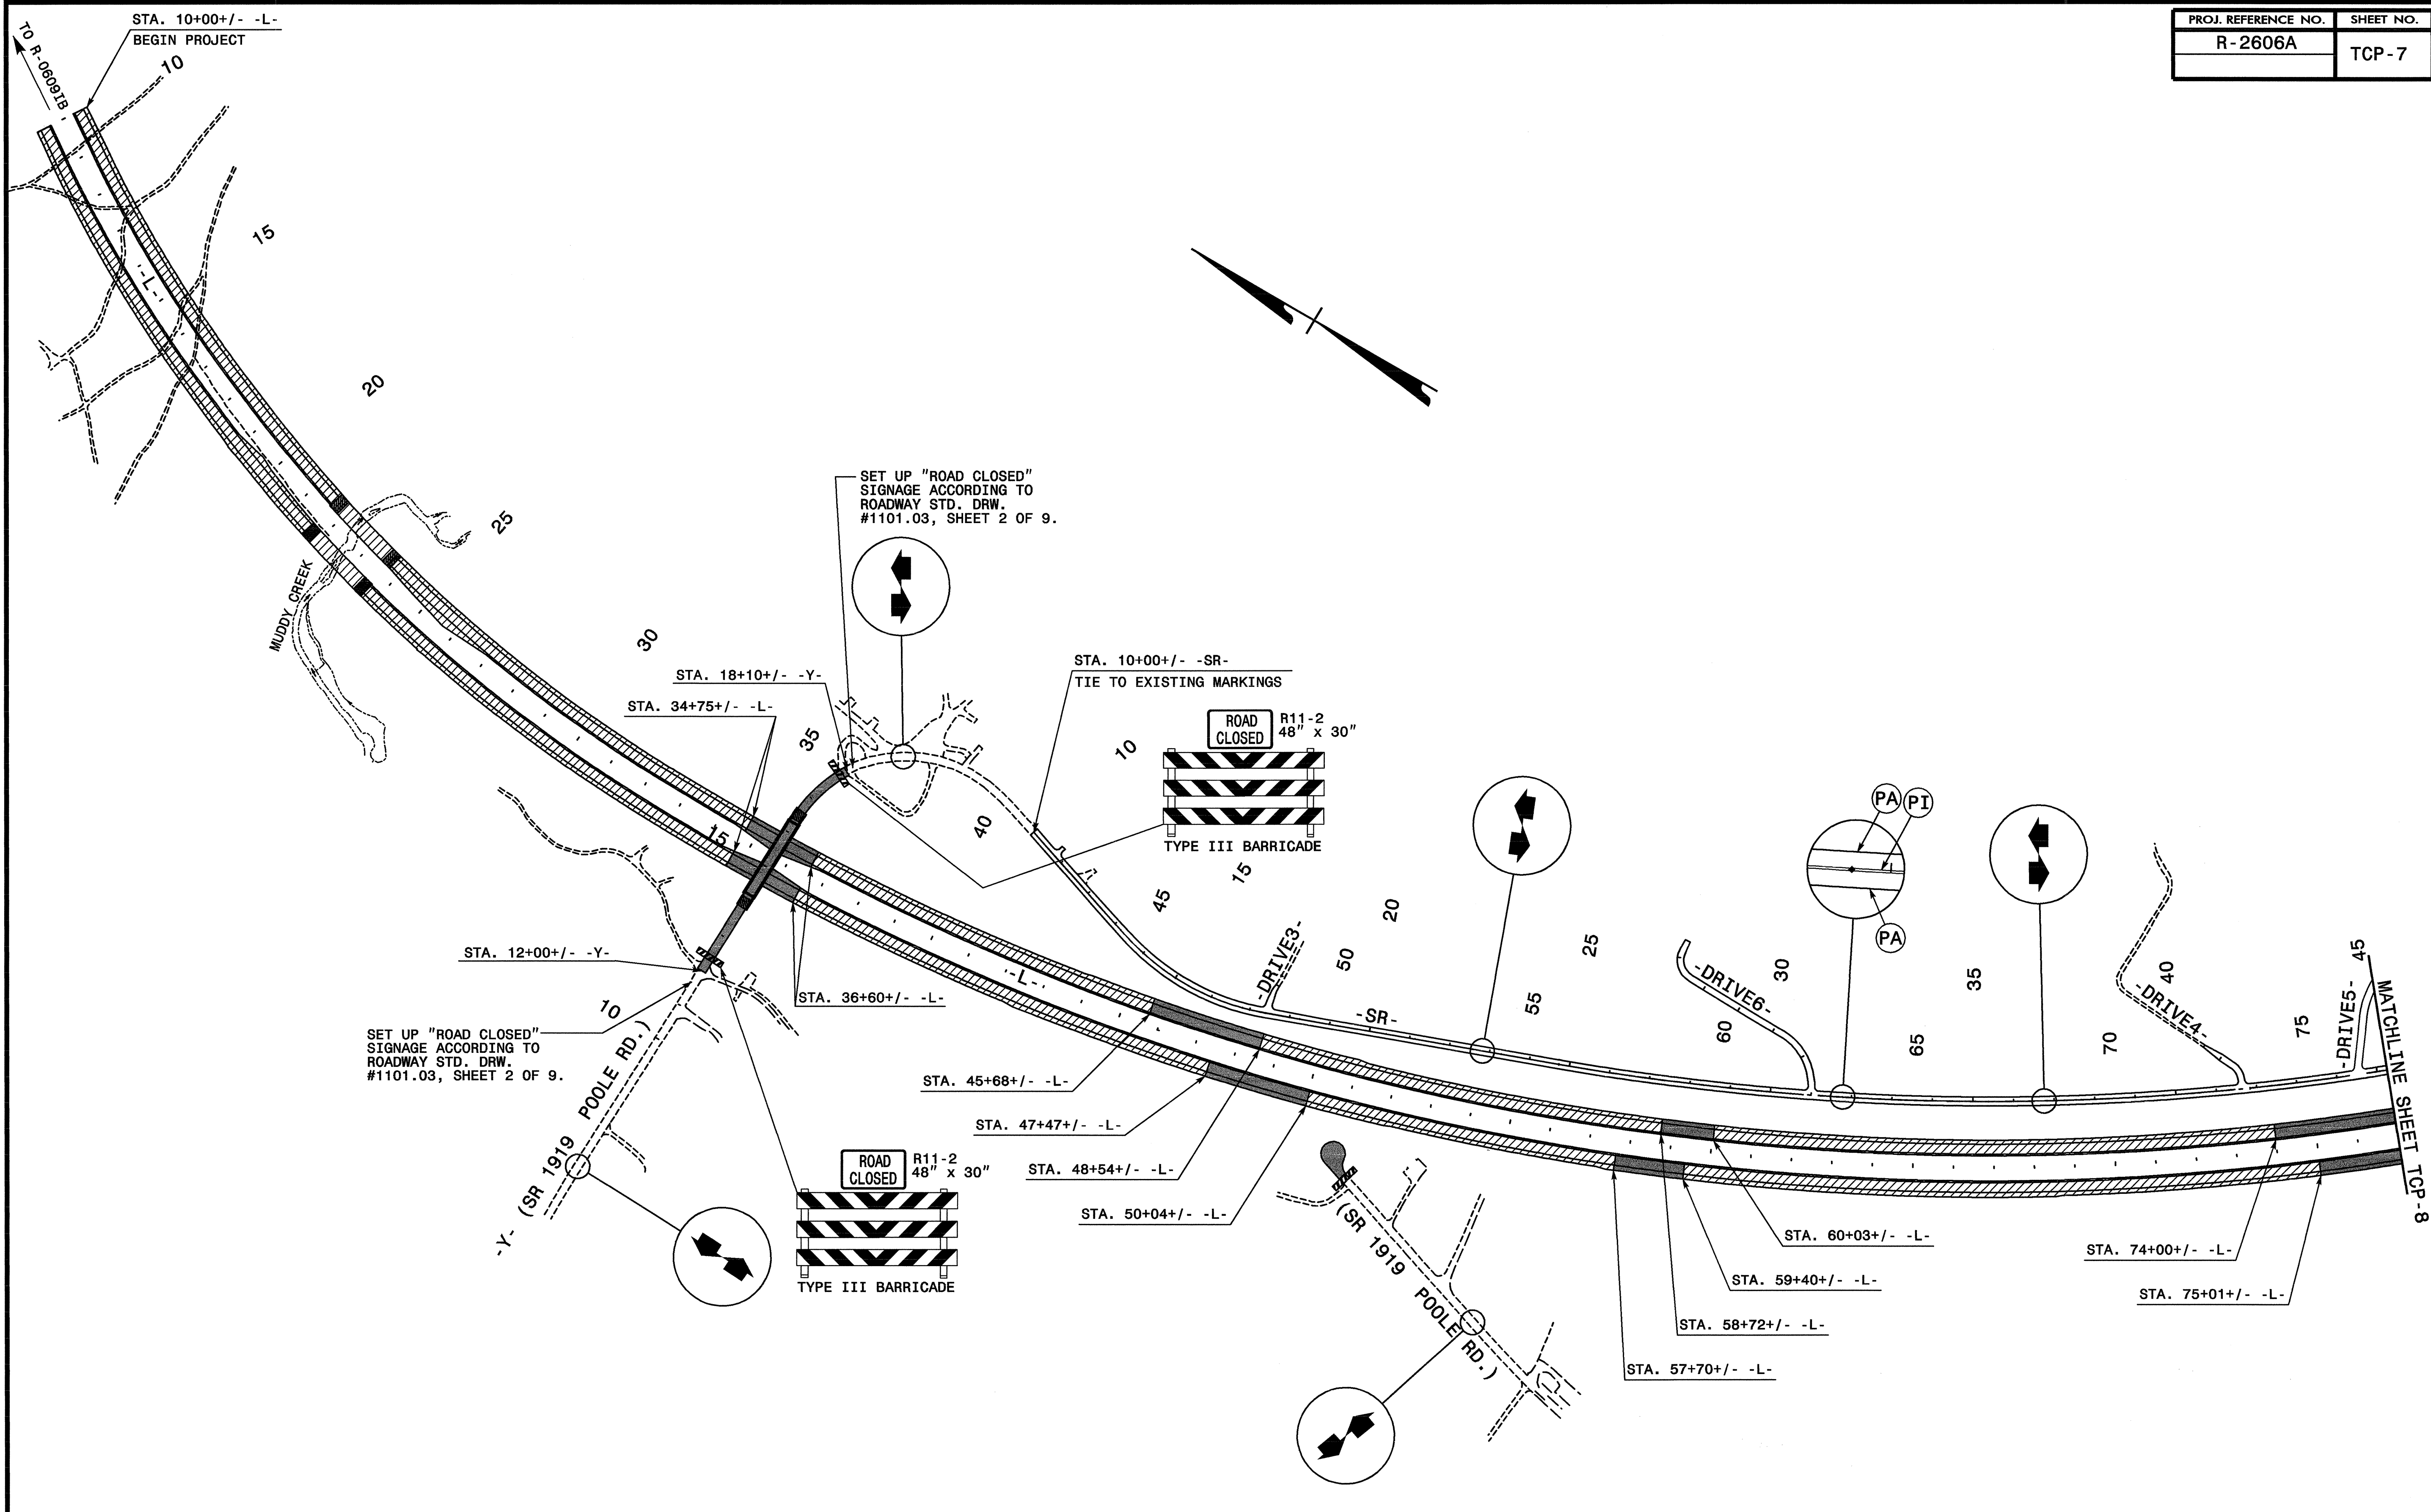 PROJ. REFERENCE NO.
SHEET NO.
R-2606A
TCP-7
STA. 10+00+/- -L-
BEGIN PROJECT
TO R-0609IB
10
15
-L-
20
25
MUDDY CREEK
30
SET UP "ROAD CLOSED"
SIGNAGE ACCORDING TO
ROADWAY STD. DRW.
#1101.03, SHEET 2 OF 9.
STA. 18+10+/- -Y-
STA. 34+75+/- -L-
35
15
STA. 10+00+/- -SR-
TIE TO EXISTING MARKINGS
10
ROAD
CLOSED
R11-2
48" x 30"
TYPE III BARRICADE
40
45
15
20
50
-DRIVE3-
25
55
-SR-
-L-
PA
PI
PA
-DRIVE6-
30
60
35
65
40
70
-DRIVE4-
75
45
-DRIVE5-
MATCHLINE SHEET TCP-8
STA. 12+00+/- -Y-
STA. 36+60+/- -L-
10
SET UP "ROAD CLOSED"
SIGNAGE ACCORDING TO
ROADWAY STD. DRW.
#1101.03, SHEET 2 OF 9.
-Y- (SR 1919 POOLE RD.)
ROAD
CLOSED
R11-2
48" x 30"
TYPE III BARRICADE
STA. 45+68+/- -L-
STA. 47+47+/- -L-
STA. 48+54+/- -L-
STA. 50+04+/- -L-
(SR 1919 POOLE RD.)
STA. 60+03+/- -L-
STA. 59+40+/- -L-
STA. 58+72+/- -L-
STA. 57+70+/- -L-
STA. 74+00+/- -L-
STA. 75+01+/- -L-